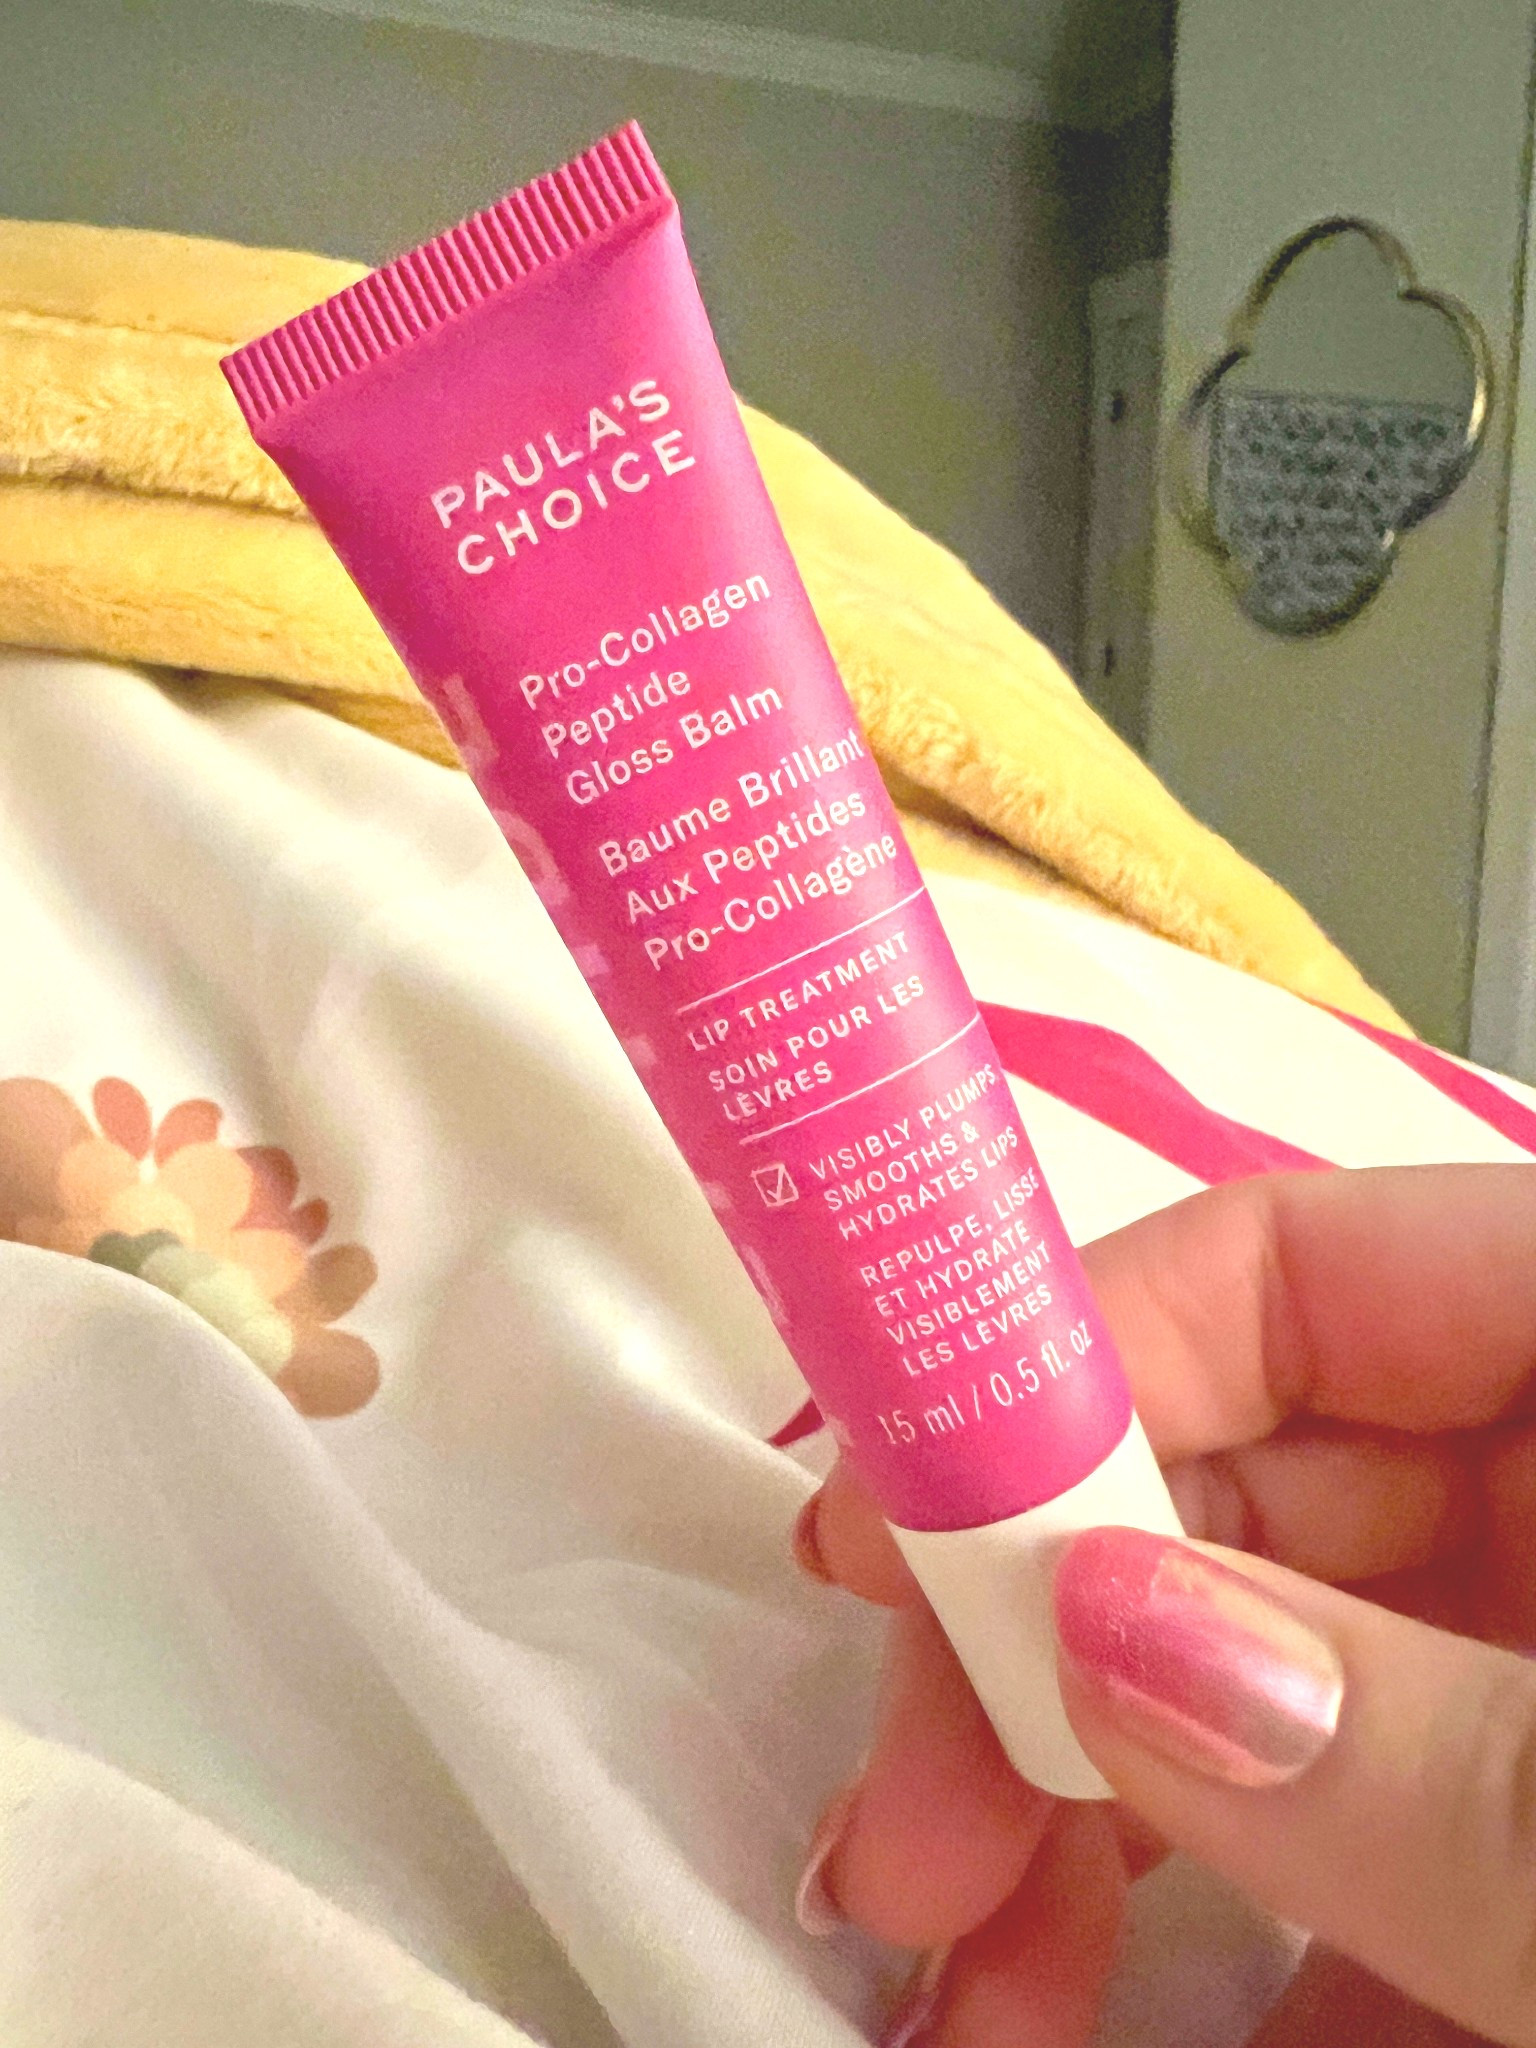 PAULA'S
CHOICE
Pro-Collagen
Peptide
Gloss Balm
Baume Brillant
Aux Peptides
Pro-Collagène
LIP TREATMENT
SOIN POUR LES
LÈVRES
VISIBLY PLUMPS,
SMOOTHS &
HYDRATES LIPS
REPULPE, LISSE
ET HYDRATE
VISIBLEMENT
LES LÈVRES
15 ml / 0.5 fl. oz